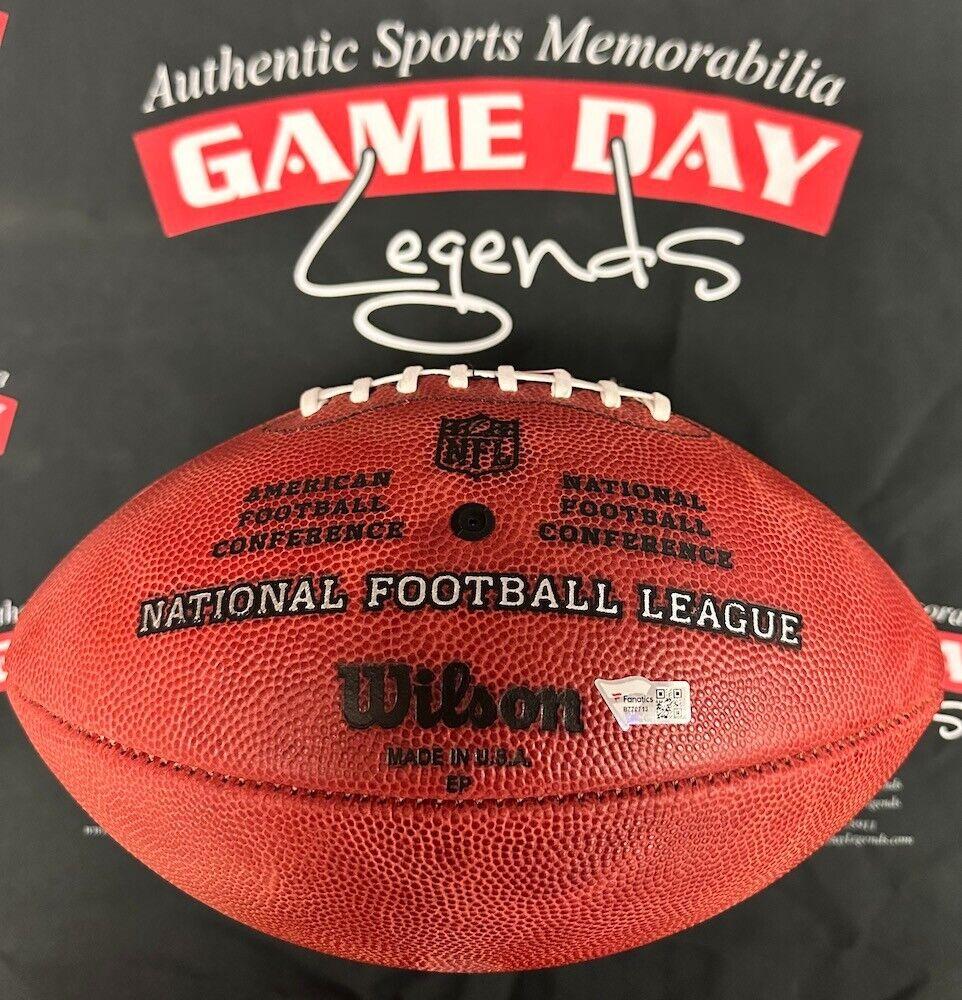 Authentic Sports Memorabilia
GAME DAY
Legends
NFL
AMERICAN
FOOTBALL
CONFERENCE
NATIONAL
FOOTBALL
CONFERENCE
NATIONAL FOOTBALL LEAGUE
Wilson
Fanatics
MADE IN U.S.A.
EP